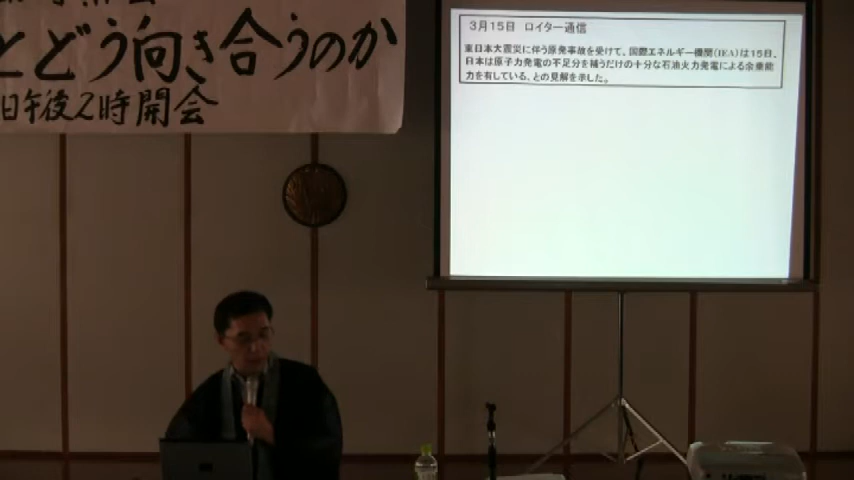 とどう向き合うのか
日午後2時開会
3月15日 ロイター通信
東日本大震災に伴う原発事故を受けて、国際エネルギー機関(IEA)は15日、
日本は原子力発電の不足分を補うだけの十分な石油火力発電による余乗能
力を有している、との見解を示した。